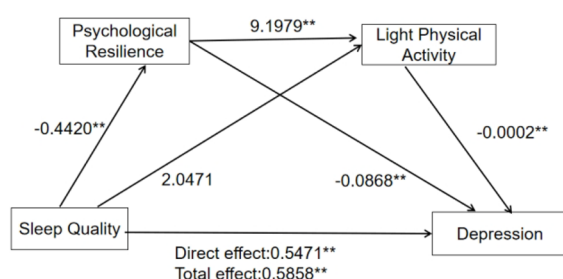 Psychological
Resilience
9.1979**
Light Physical
Activity
-0.4420**
-0.0002**
2.0471
-0.0868**
Sleep Quality
Depression
Direct effect:0.5471**
Total effect:0.5858**